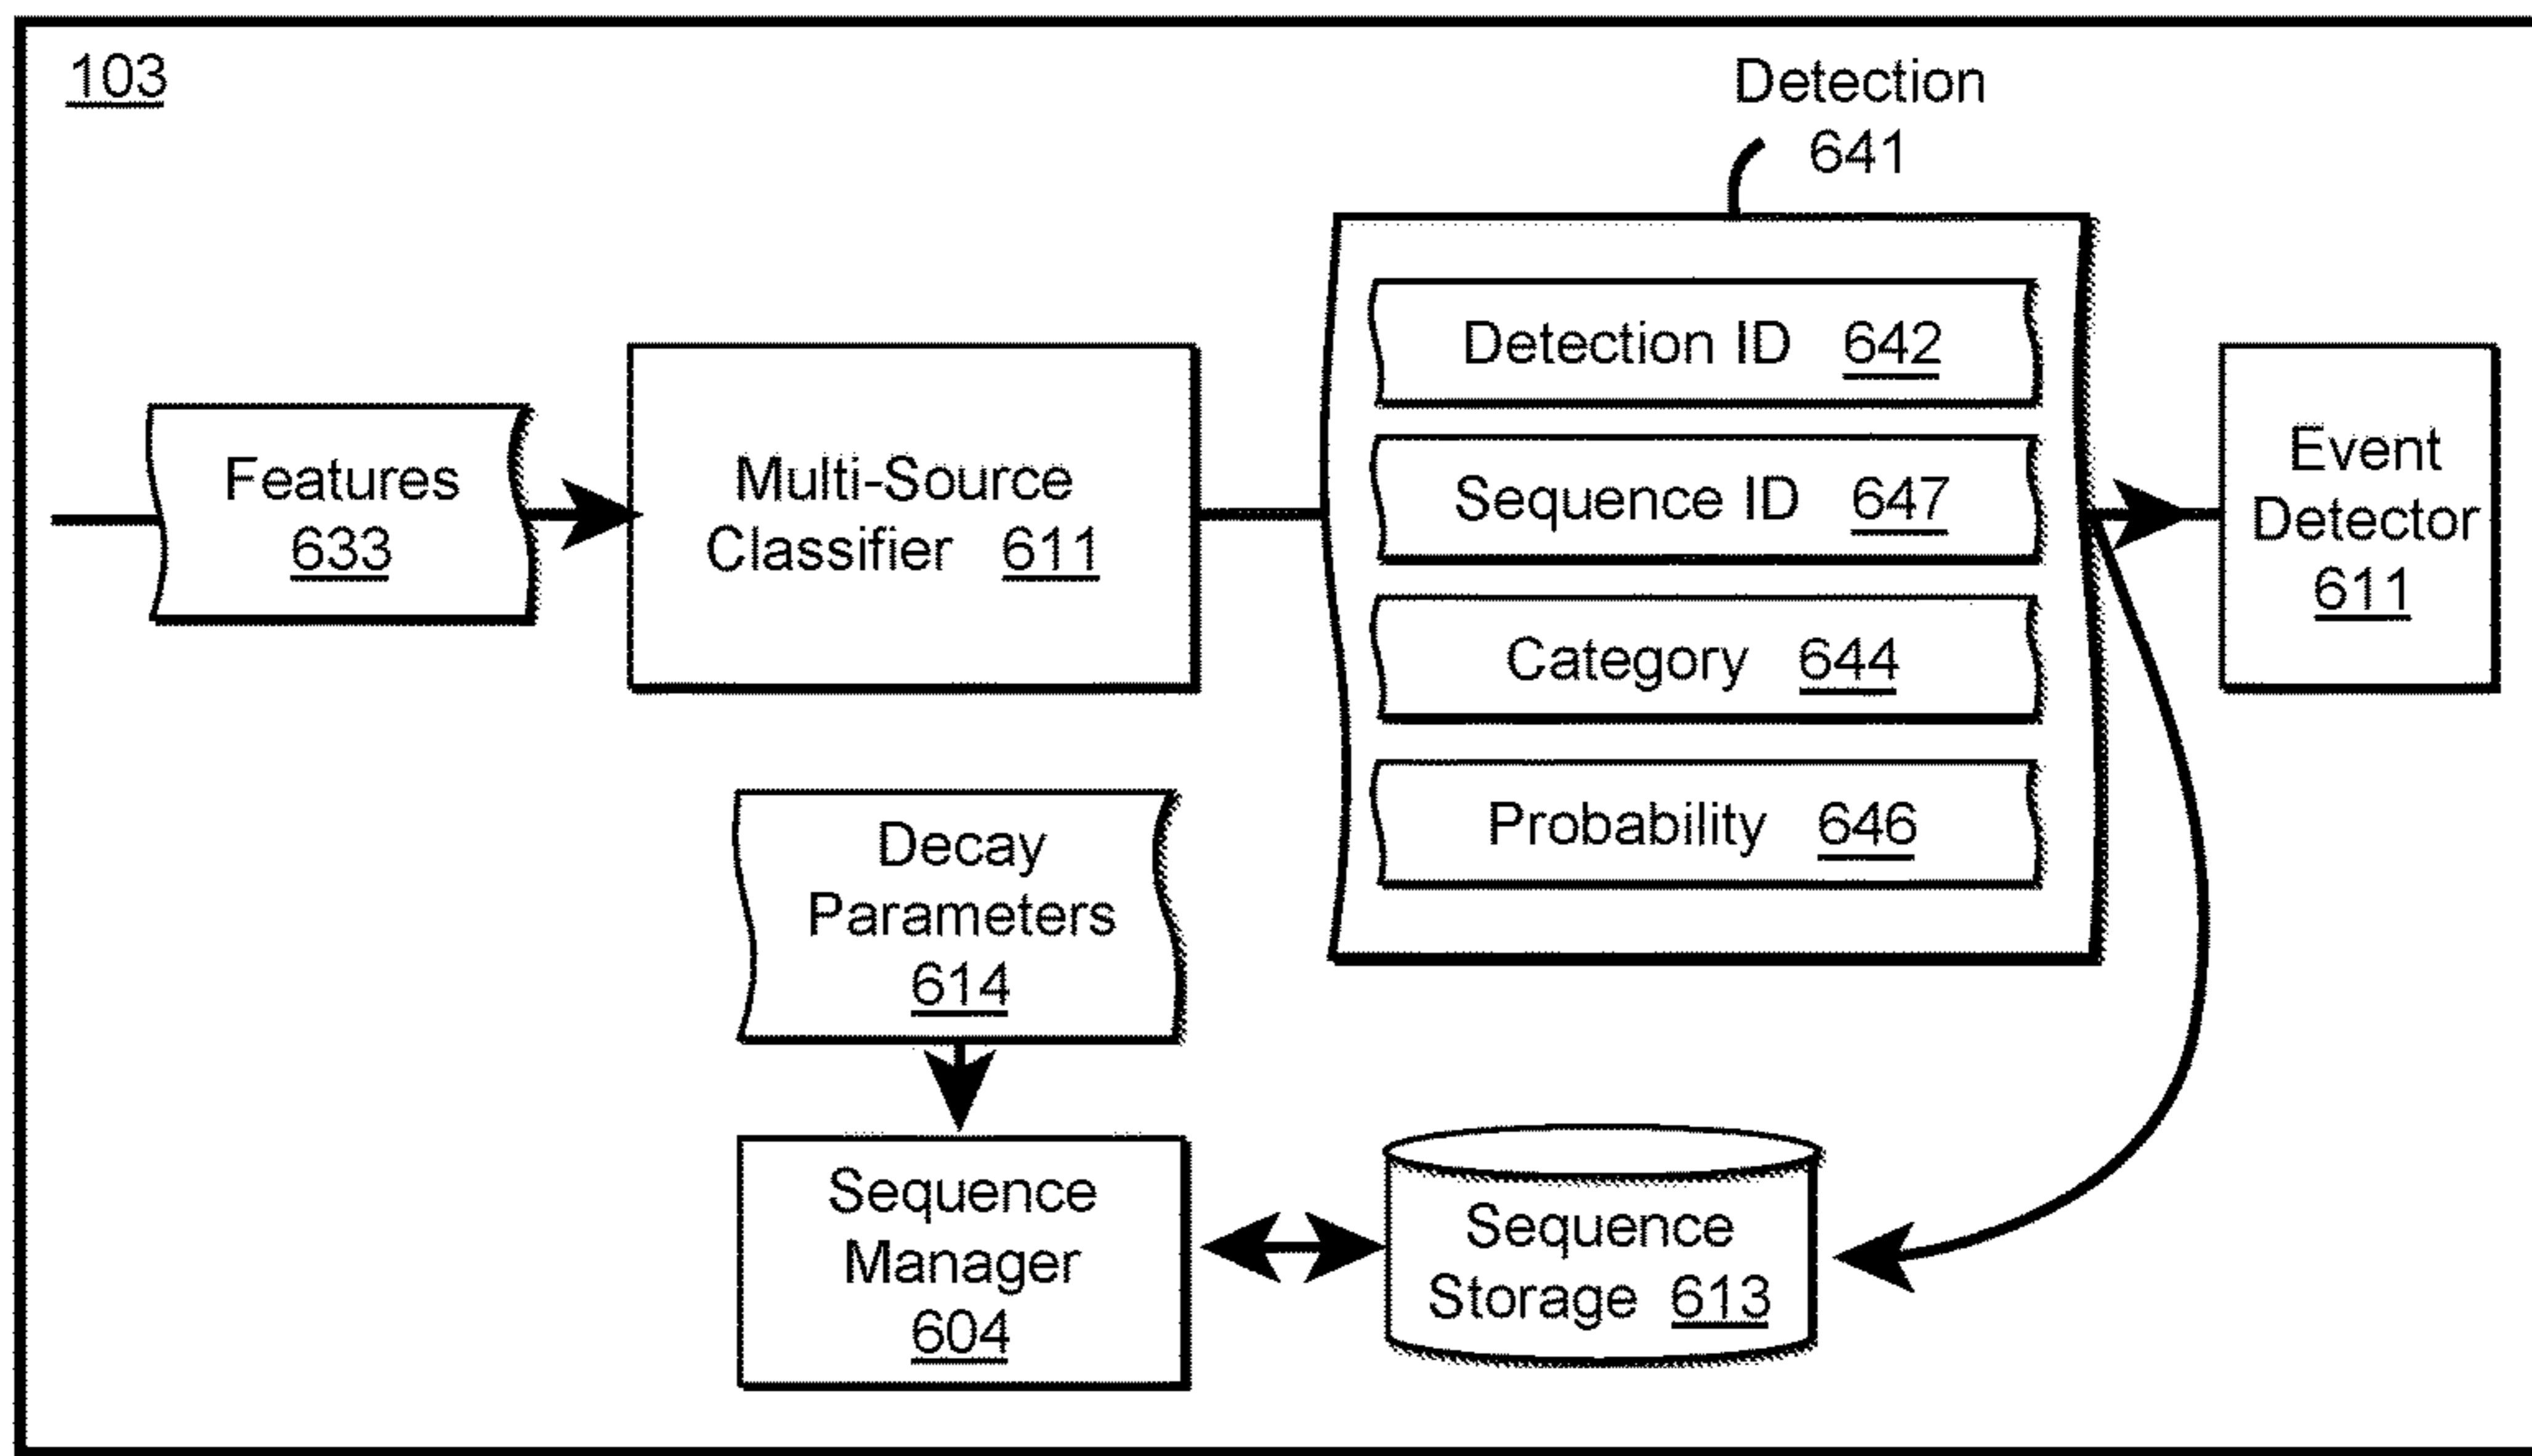 103
Detection
641
Detection ID 642
Features
633
Multi-Source
Classifier 611
Sequence ID 647
Event
Detector
611
Category 644
Probability 646
Decay
Parameters
614
Sequence
Manager
604
Sequence
Storage 613